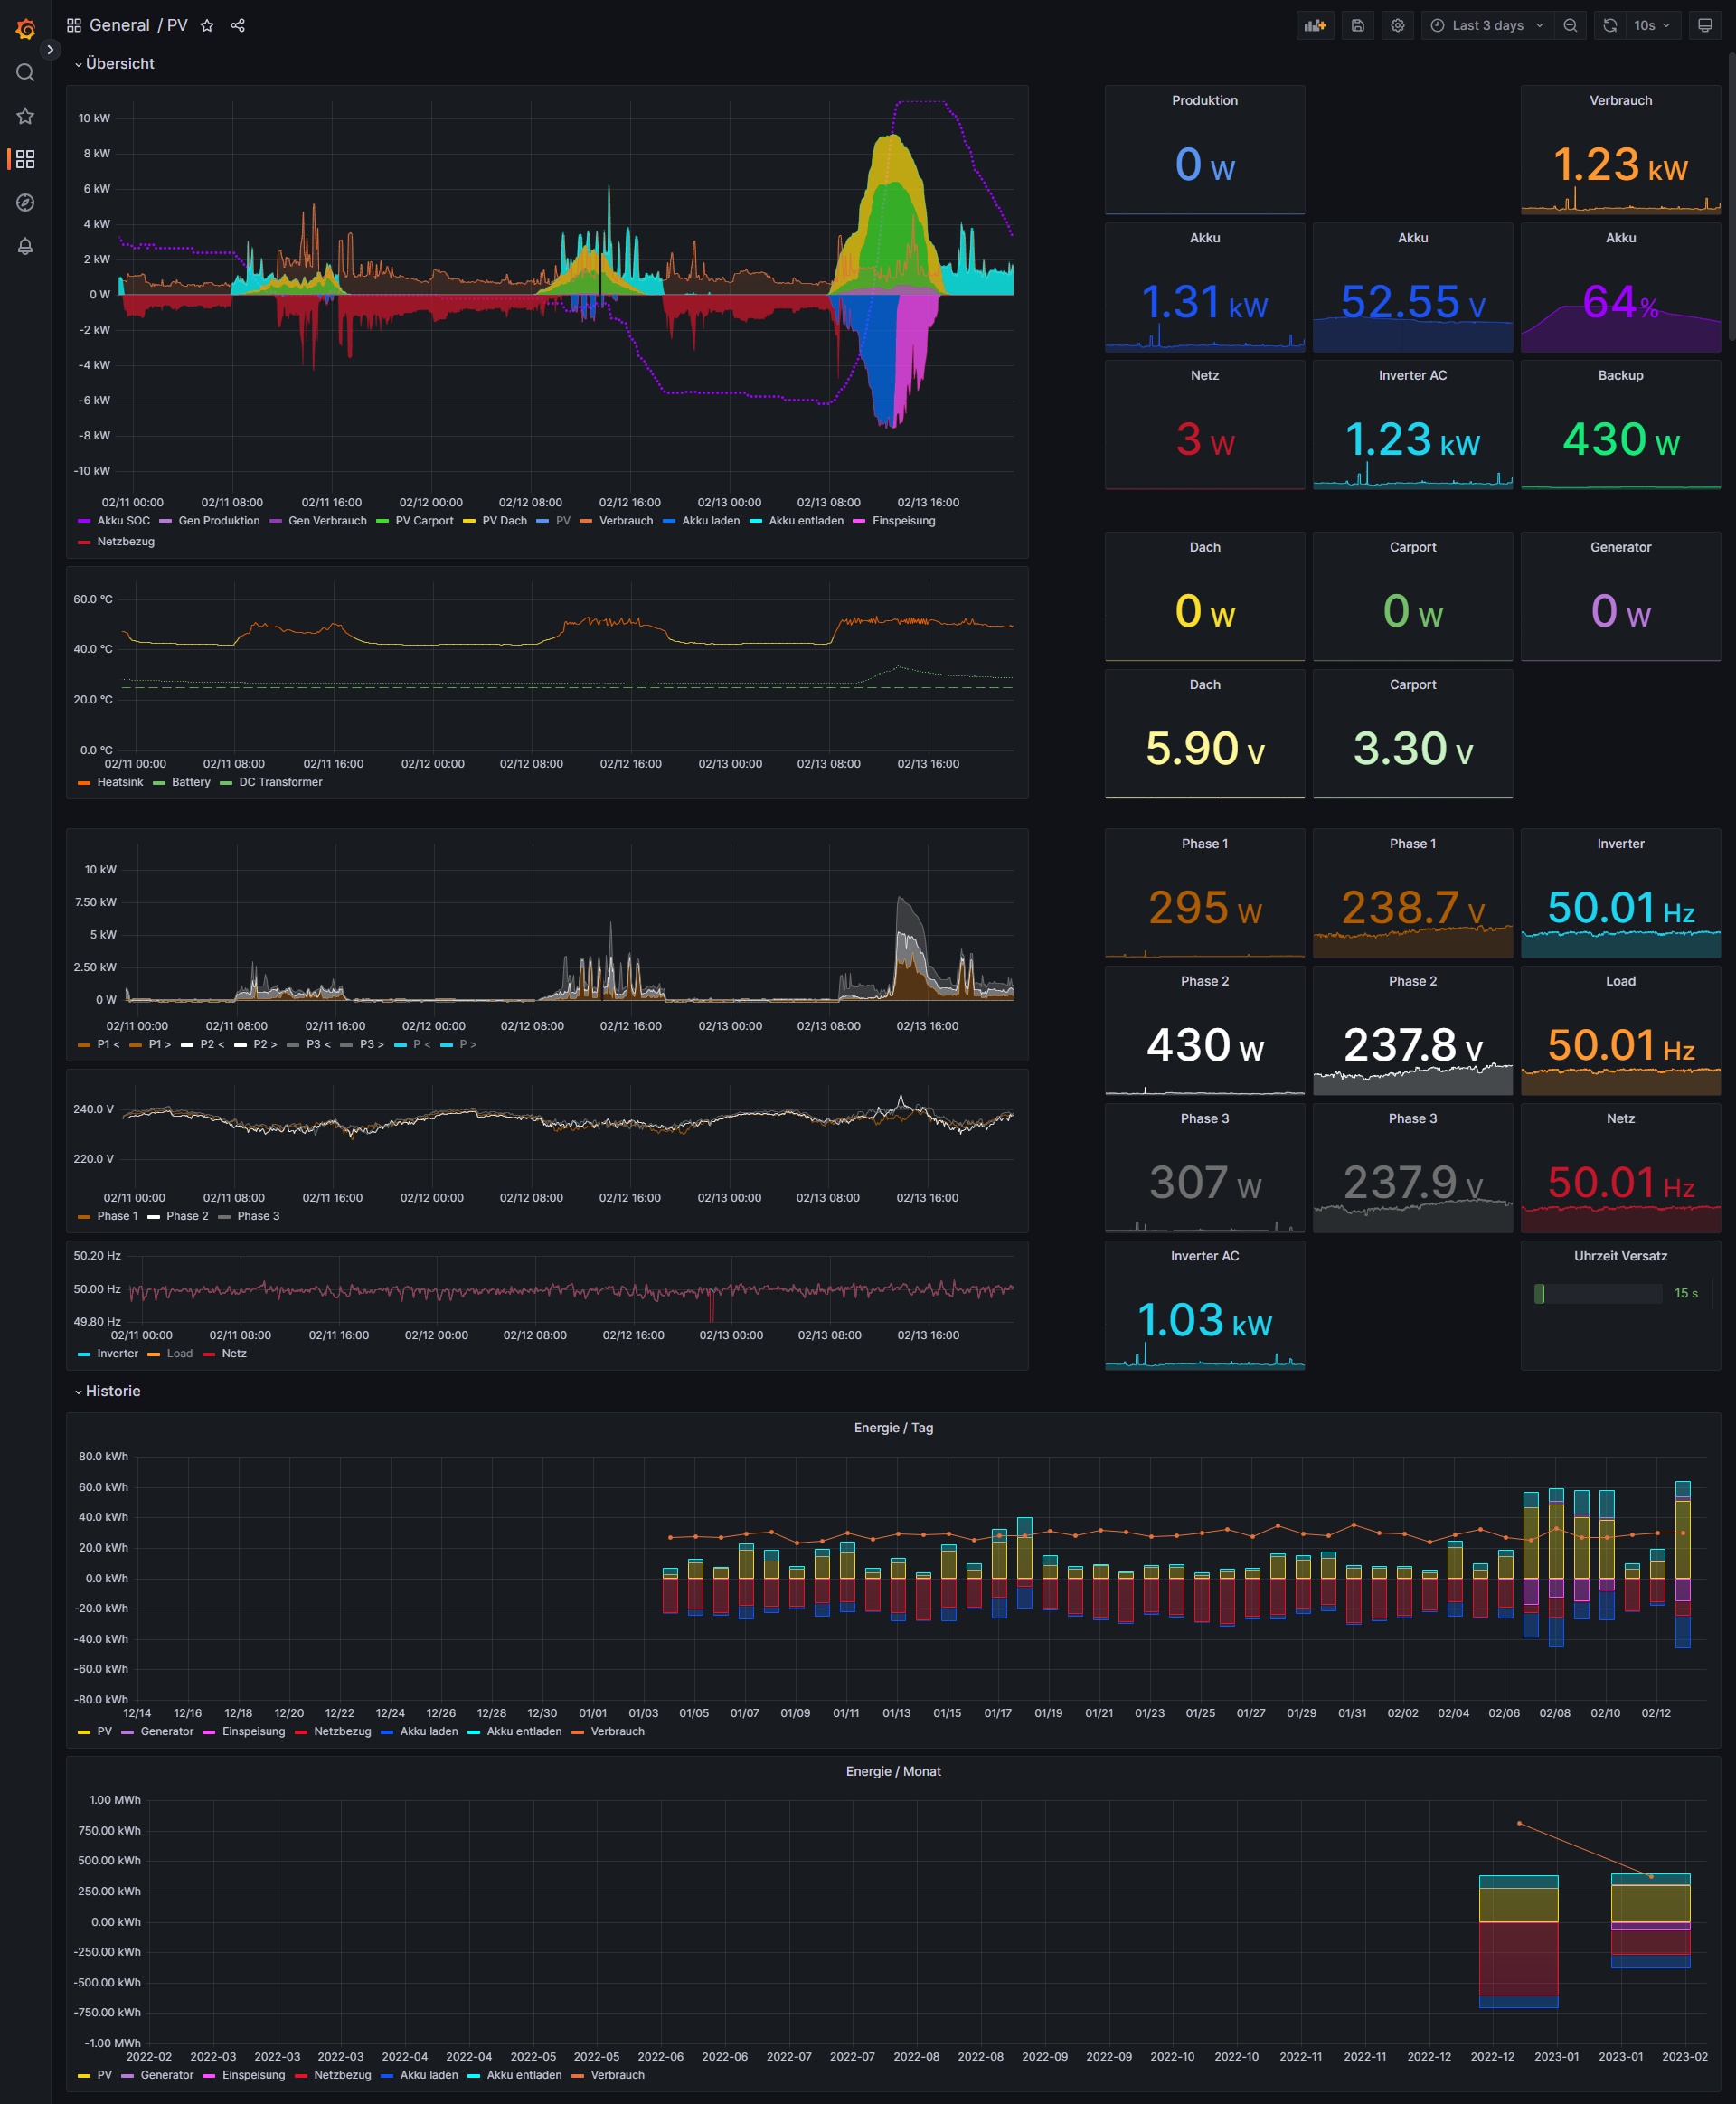 General / PV
Last 3 days
10s
Übersicht
10 kW
8 kW
6 kW
4 kW
2 kW
0 W
-2 kW
-4 kW
-6 kW
-8 kW
-10 kW
02/11 00:00 02/11 08:00 02/11 16:00 02/12 00:00 02/12 08:00 02/12 16:00 02/13 00:00 02/13 08:00 02/13 16:00
Akku SOC Gen Produktion Gen Verbrauch PV Carport PV Dach PV Verbrauch Akku laden Akku entladen Einspeisung
Netzbezug
Produktion
0 W
Verbrauch
1.23 kW
Akku
1.31 kW
Akku
52.55 V
Akku
64%
Netz
3 W
Inverter AC
1.23 kW
Backup
430 W
60.0 °C
40.0 °C
20.0 °C
0.0 °C
02/11 00:00 02/11 08:00 02/11 16:00 02/12 00:00 02/12 08:00 02/12 16:00 02/13 00:00 02/13 08:00 02/13 16:00
Heatsink Battery DC Transformer
Dach
0 W
Carport
0 W
Generator
0 W
Dach
5.90 V
Carport
3.30 V
10 kW
7.50 kW
5 kW
2.50 kW
0 W
02/11 00:00 02/11 08:00 02/11 16:00 02/12 00:00 02/12 08:00 02/12 16:00 02/13 00:00 02/13 08:00 02/13 16:00
P1 < P1 > P2 < P2 > P3 < P3 > P < P >
240.0 V
220.0 V
02/11 00:00 02/11 08:00 02/11 16:00 02/12 00:00 02/12 08:00 02/12 16:00 02/13 00:00 02/13 08:00 02/13 16:00
Phase 1 Phase 2 Phase 3
50.20 Hz
50.00 Hz
49.80 Hz
02/11 00:00 02/11 08:00 02/11 16:00 02/12 00:00 02/12 08:00 02/12 16:00 02/13 00:00 02/13 08:00 02/13 16:00
Inverter Load Netz
Phase 1
295 W
Phase 1
238.7 V
Inverter
50.01 Hz
Phase 2
430 W
Phase 2
237.8 V
Load
50.01 Hz
Phase 3
307 W
Phase 3
237.9 V
Netz
50.01 Hz
Inverter AC
1.03 kW
Uhrzeit Versatz
15 s
Historie
Energie / Tag
80.0 kWh
60.0 kWh
40.0 kWh
20.0 kWh
0.0 kWh
-20.0 kWh
-40.0 kWh
-60.0 kWh
-80.0 kWh
12/14 12/16 12/18 12/20 12/22 12/24 12/26 12/28 12/30 01/01 01/03 01/05 01/07 01/09 01/11 01/13 01/15 01/17 01/19 01/21 01/23 01/25 01/27 01/29 01/31 02/02 02/04 02/06 02/08 02/10 02/12
PV Generator Einspeisung Netzbezug Akku laden Akku entladen Verbrauch
Energie / Monat
1.00 MWh
750.00 kWh
500.00 kWh
250.00 kWh
0.00 kWh
-250.00 kWh
-500.00 kWh
-750.00 kWh
-1.00 MWh
2022-02 2022-03 2022-03 2022-03 2022-04 2022-04 2022-05 2022-05 2022-06 2022-06 2022-07 2022-07 2022-08 2022-08 2022-09 2022-09 2022-10 2022-10 2022-11 2022-11 2022-12 2022-12 2023-01 2023-01 2023-02
PV Generator Einspeisung Netzbezug Akku laden Akku entladen Verbrauch